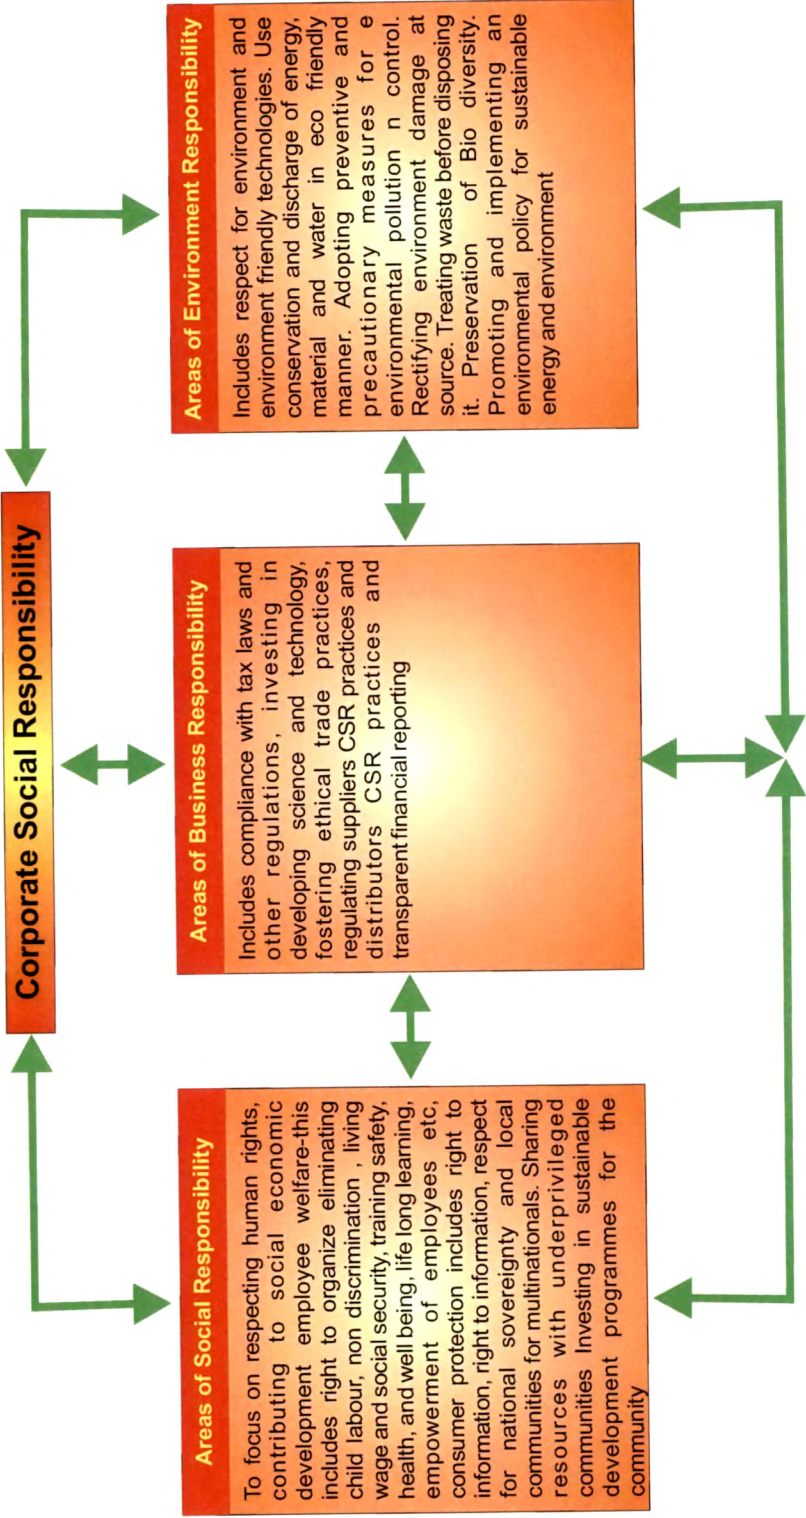 Corporate Social Responsibility
Areas of Social Responsibility
To focus on respecting human rights,
contributing to social economic
development employee welfare-this
includes right to organize eliminating
child labour, non discrimination , living
wage and social security, training safety,
health, and well being, life long learning,
empowerment of employees etc,
consumer protection includes right to
information, right to information, respect
for national sovereignty and local
communities for multinationals. Sharing
resources with underprivileged
communities Investing in sustainable
development programmes for the
community
Areas of Business Responsibility
Includes compliance with tax laws and
other regulations, investing in
developing science and technology,
fostering ethical trade practices,
regulating suppliers CSR practices and
distributors CSR practices and
transparent financial reporting
Areas of Environment Responsibility
Includes respect for environment and
environment friendly technologies. Use
conservation and discharge of energy,
material and water in eco friendly
manner. Adopting preventive and
precautionary measures for e
environmental pollution n control.
Rectifying environment damage at
source. Treating waste before disposing
it. Preservation of Bio diversity.
Promoting and implementing an
environmental policy for sustainable
energy and environment